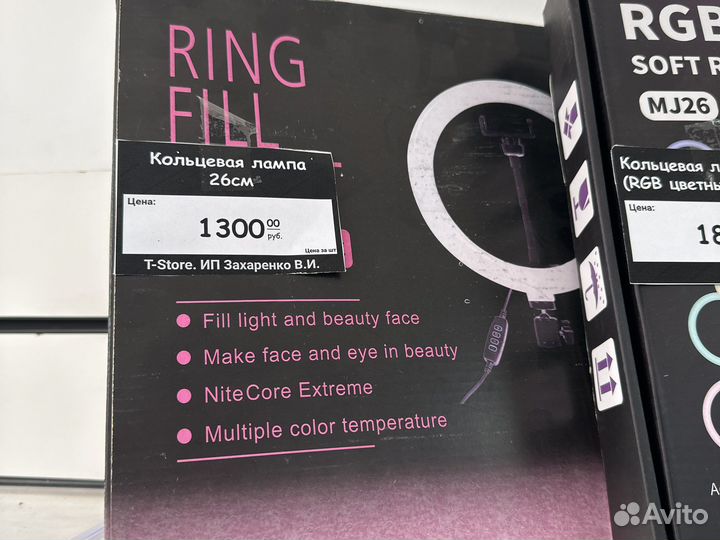 RING
FILL
Кольцевая лампа
26см
Цена:
1300 00
руб.
Цена за шт
T-Store. ИП Захаренко В.И.
Fill light and beauty face
Make face and eye in beauty
NiteCore Extreme
Multiple color temperature
RGB
SOFT R
MJ26
Кольцевая л
(RGB цветны
Цена:
18
Avito